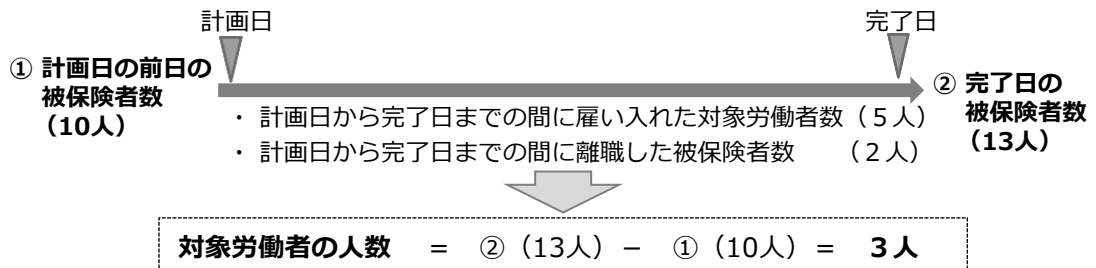 計画日
完了日
① 計画日の前日の
被保険者数
（10人）
② 完了日の
被保険者数
（13人）
・ 計画日から完了日までの間に雇い入れた対象労働者数（５人）
・ 計画日から完了日までの間に離職した被保険者数　　（２人）
対象労働者の人数　＝　②（13人）－　①（10人）＝　３人